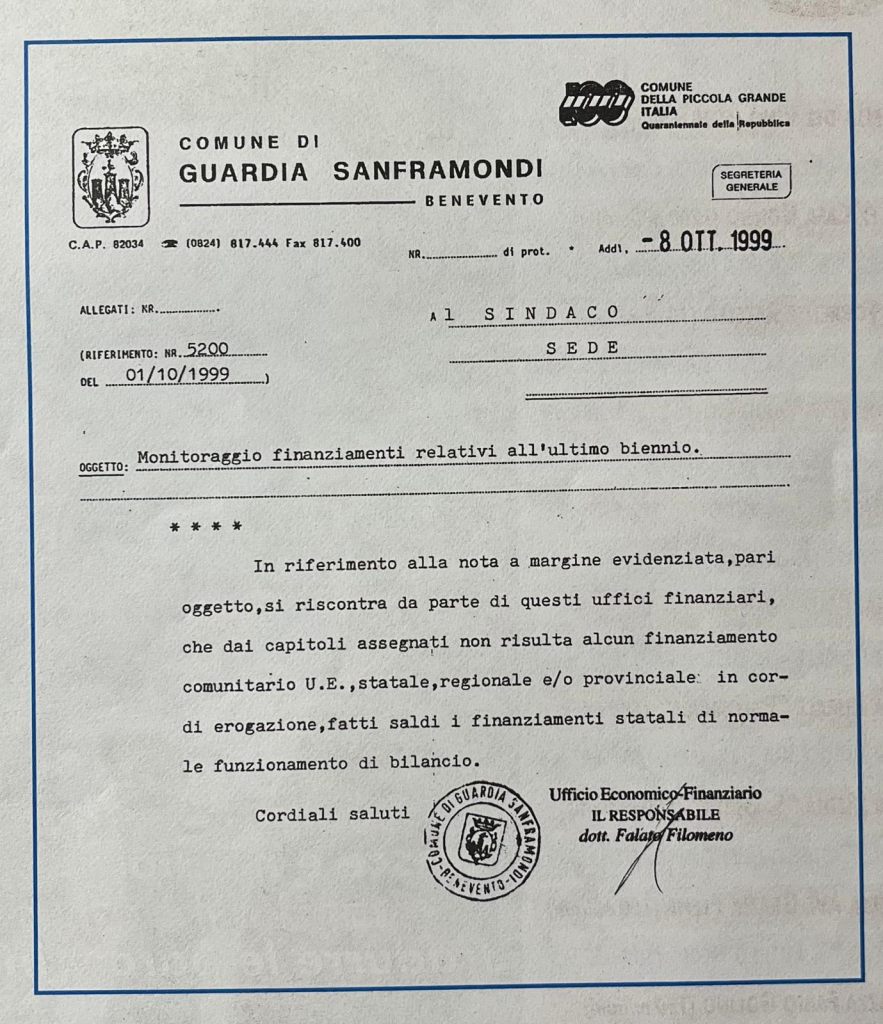 COMUNE
DELLA PICCOLA GRANDE
ITALIA
Quarantennale della Repubblica
COMUNE DI
GUARDIA SANFRAMONDI
BENEVENTO
SEGRETERIA
GENERALE
C.A.P. 82034 ☎ (0824) 817.444 Fax 817.400
NR. di prot. Addì, -8 OTT. 1999
ALLEGATI: NR.
Al SINDACO
SEDE
(RIFERIMENTO: NR. 5200
DEL 01/10/1999)
OGGETTO: Monitoraggio finanziamenti relativi all'ultimo biennio.
* * * *
In riferimento alla nota a margine evidenziata,pari
oggetto,si riscontra da parte di questi uffici finanziari,
che dai capitoli assegnati non risulta alcun finanziamento
comunitario U.E.,statale,regionale e/o provinciale in cor-
di erogazione,fatti saldi i finanziamenti statali di norma-
le funzionamento di bilancio.
Cordiali saluti
COMUNE DI GUARDIA SANFRAMONDI
-BENEVENTO-
Ufficio Economico-Finanziario
IL RESPONSABILE
dott. Falato Filomeno